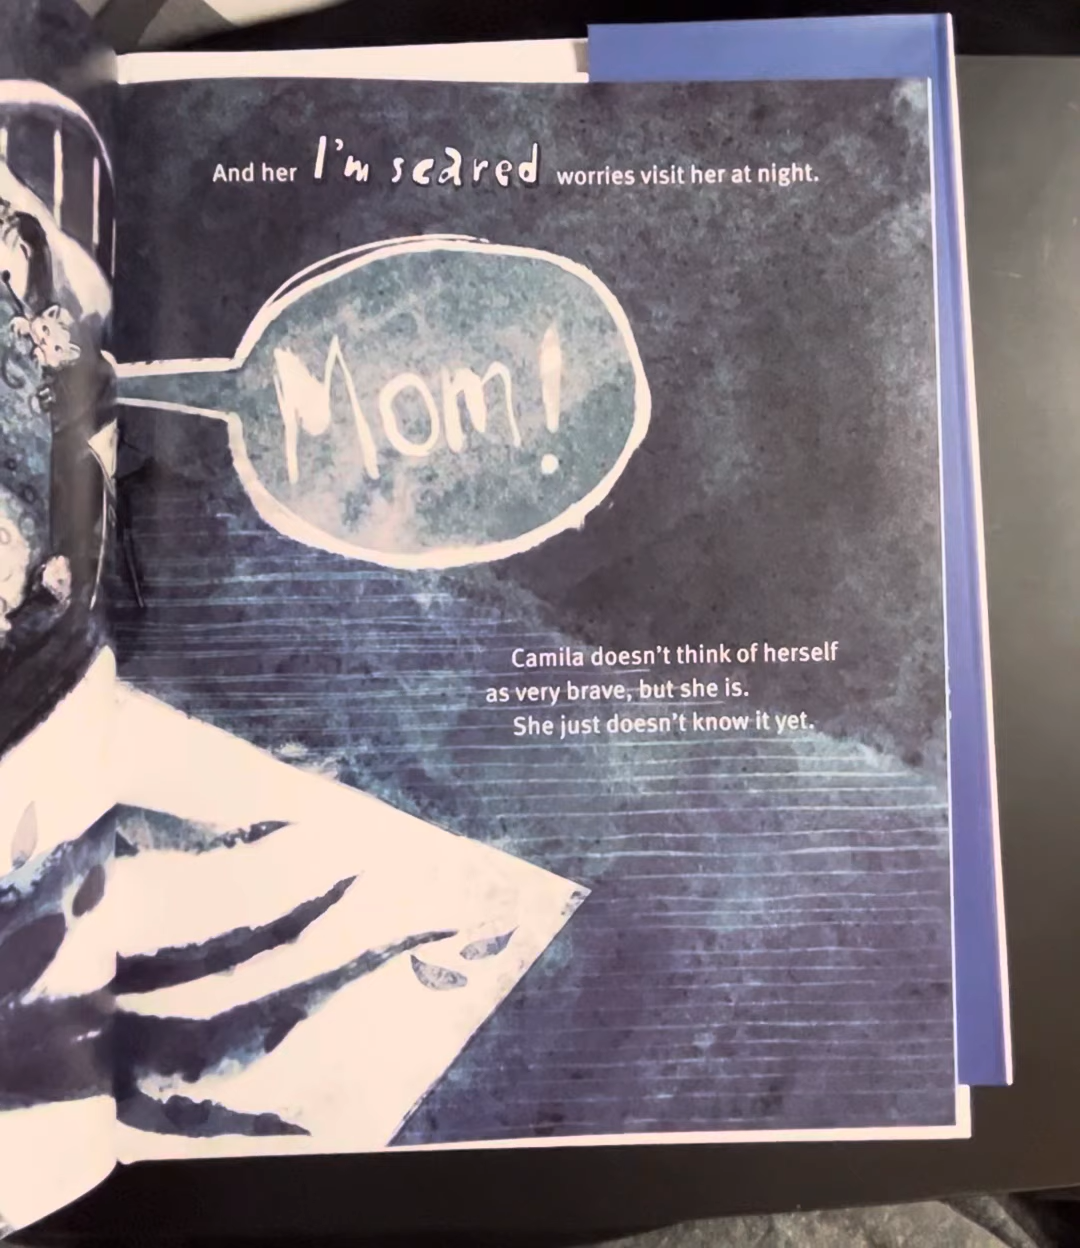 And her I'm scared worries visit her at night.
Mom!
Camila doesn't think of herself
as very brave, but she is.
She just doesn't know it yet.